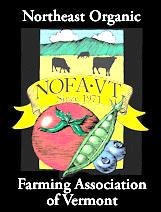 Northeast Organic
NOFA·VT
Since 1971
Farming Association
of Vermont